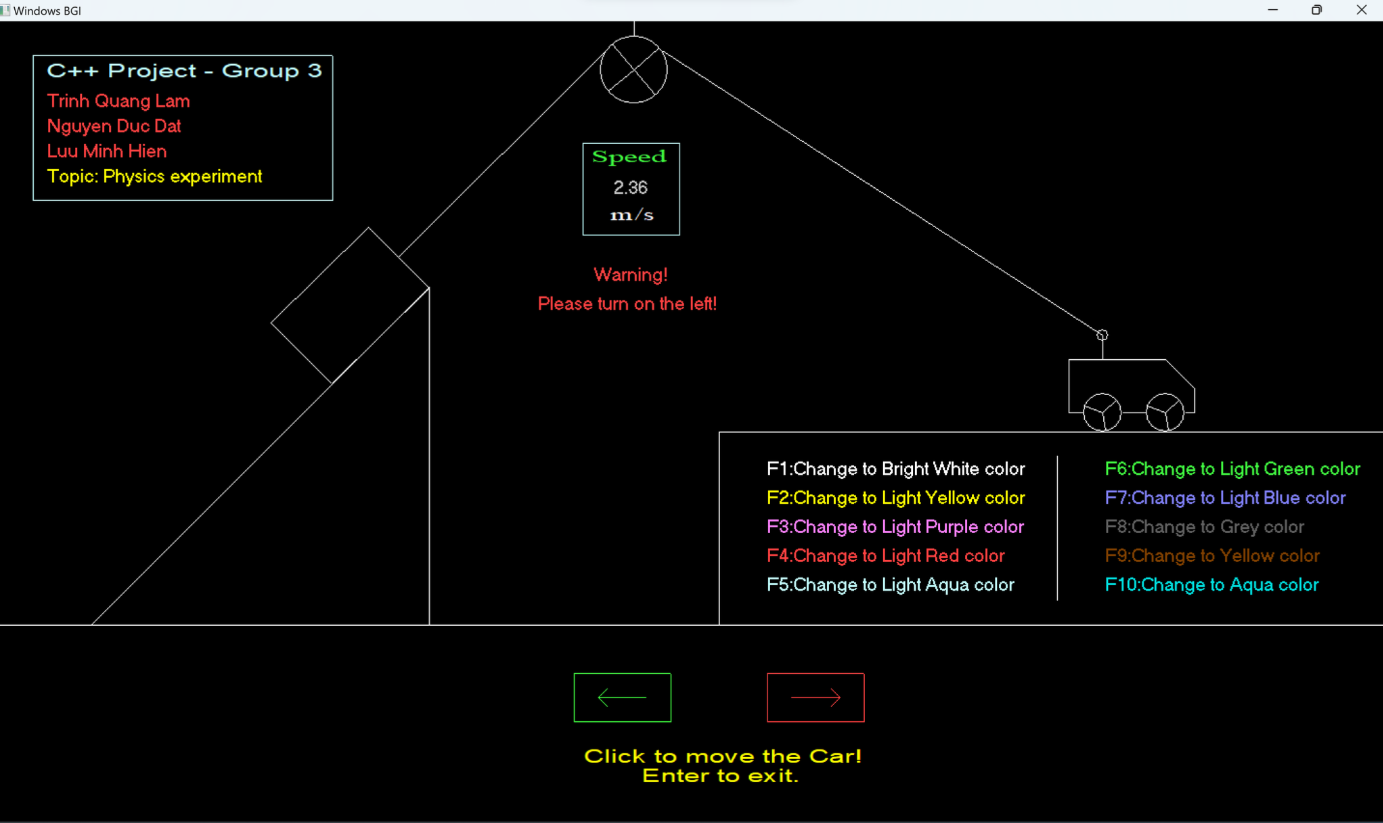 Windows BGI
C++ Project - Group 3
Trinh Quang Lam
Nguyen Duc Dat
Luu Minh Hien
Topic: Physics experiment
Speed
2.36
m/s
Warning!
Please turn on the left!
F1:Change to Bright White color
F2:Change to Light Yellow color
F3:Change to Light Purple color
F4:Change to Light Red color
F5:Change to Light Aqua color
F6:Change to Light Green color
F7:Change to Light Blue color
F8:Change to Grey color
F9:Change to Yellow color
F10:Change to Aqua color
Click to move the Car!
Enter to exit.